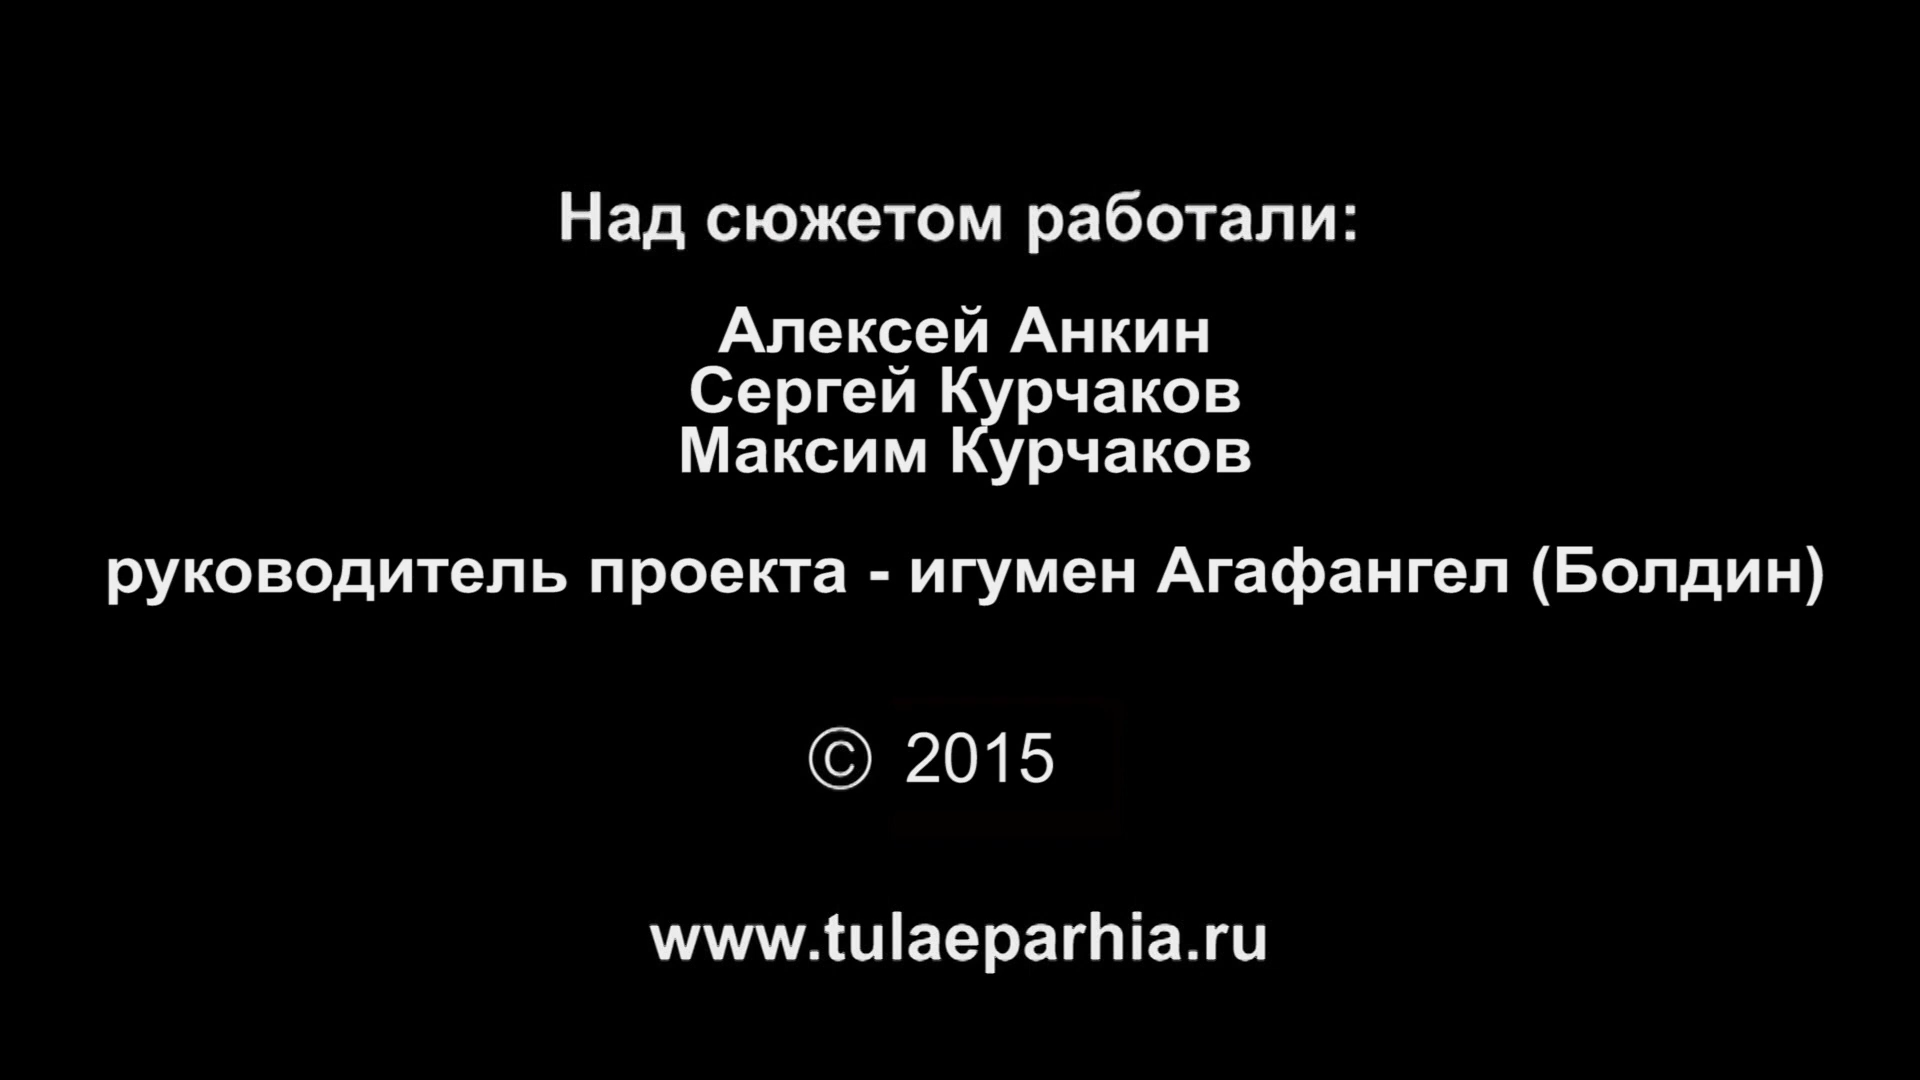 Над сюжетом работали:
Алексей Анкин
Сергей Курчаков
Максим Курчаков
руководитель проекта - игумен Агафангел (Болдин)
© 2015
www.tulaeparhia.ru